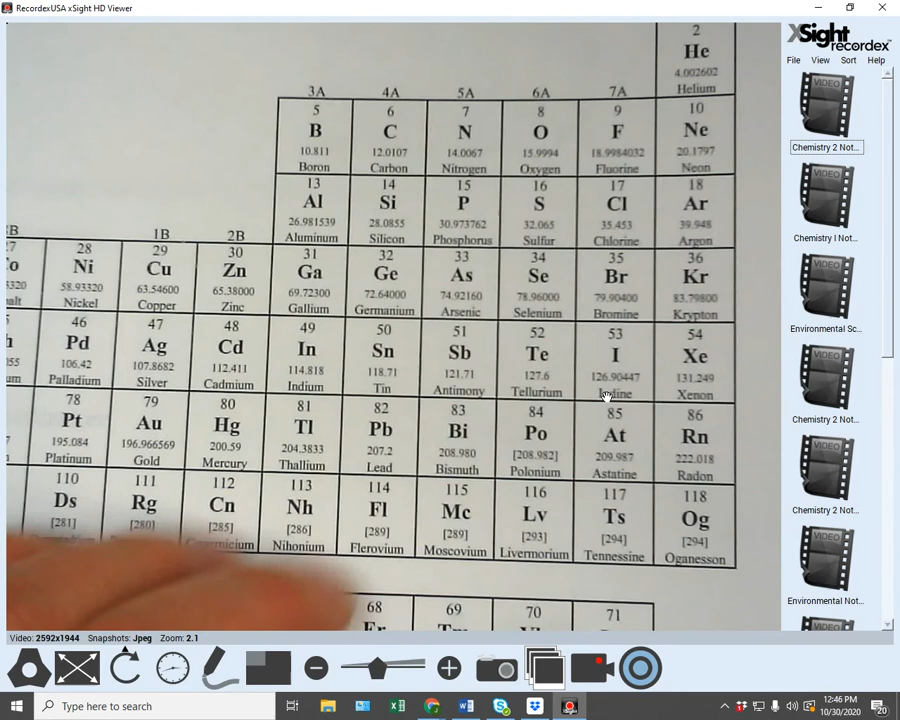 RecordexUSA xSight HD Viewer
XSight
recordex
File View Sort Help
2
He
4.002602
Helium
3A 4A 5A 6A 7A
5 6 7 8 9 10
B C N O F Ne
10.811 12.0107 14.0067 15.9994 18.9984032 20.1797
Boron Carbon Nitrogen Oxygen Fluorine Neon
13 14 15 16 17 18
Al Si P S Cl Ar
26.981539 28.0855 30.973762 32.065 35.453 39.948
Aluminum Silicon Phosphorus Sulfur Chlorine Argon
1B 2B
28 29 30 31 32 33 34 35 36
Ni Cu Zn Ga Ge As Se Br Kr
58.93320 63.54600 65.38000 69.72300 72.64000 74.92160 78.96000 79.90400 83.79800
Nickel Copper Zinc Gallium Germanium Arsenic Selenium Bromine Krypton
46 47 48 49 50 51 52 53 54
Pd Ag Cd In Sn Sb Te I Xe
106.42 107.8682 112.411 114.818 118.71 121.71 127.6 126.90447 131.249
Palladium Silver Cadmium Indium Tin Antimony Tellurium Iodine Xenon
78 79 80 81 82 83 84 85 86
Pt Au Hg Tl Pb Bi Po At Rn
195.084 196.966569 200.59 204.3833 207.2 208.980 [208.982] 209.987 222.018
Platinum Gold Mercury Thallium Lead Bismuth Polonium Astatine Radon
110 111 112 113 114 115 116 117 118
Ds Rg Cn Nh Fl Mc Lv Ts Og
[281] [280] [285] [286] [289] [289] [293] [294] [294]
Nihonium Flerovium Moscovium Livermorium Tennessine Oganesson
68 69 70 71
VIDEO
Chemistry 2 Not...
VIDEO
Chemistry I Not...
VIDEO
Environmental Sc...
VIDEO
Chemistry 2 Not...
VIDEO
Chemistry 2 Not...
VIDEO
Environmental Not...
VIDEO
Video: 2592x1944 Snapshots: Jpeg Zoom: 2.1
Type here to search
12:46 PM
10/30/2020
20